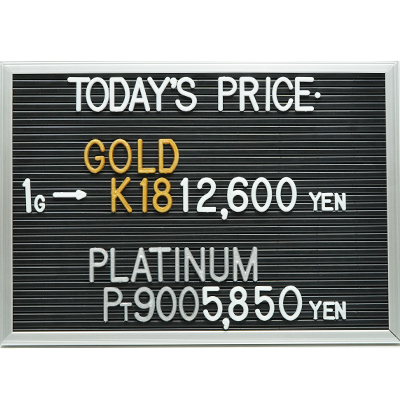 TODAY'S PRICE.
GOLD
1G → K18 12,600 YEN
PLATINUM
PT900 5,850 YEN